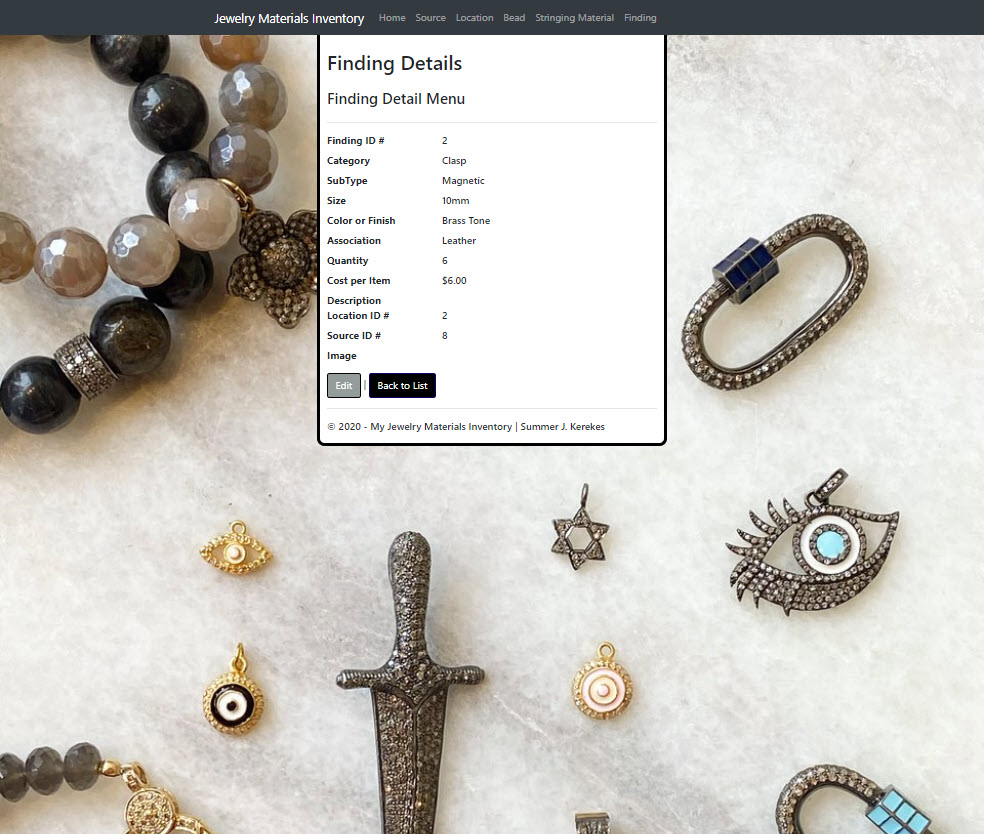 Jewelry Materials Inventory Home Source Location Bead Stringing Material Finding
Finding Details
Finding Detail Menu
Finding ID # 2
Category Clasp
SubType Magnetic
Size 10mm
Color or Finish Brass Tone
Association Leather
Quantity 6
Cost per Item $6.00
Description
Location ID # 2
Source ID # 8
Image
Edit | Back to List
© 2020 - My Jewelry Materials Inventory | Summer J. Kerekes